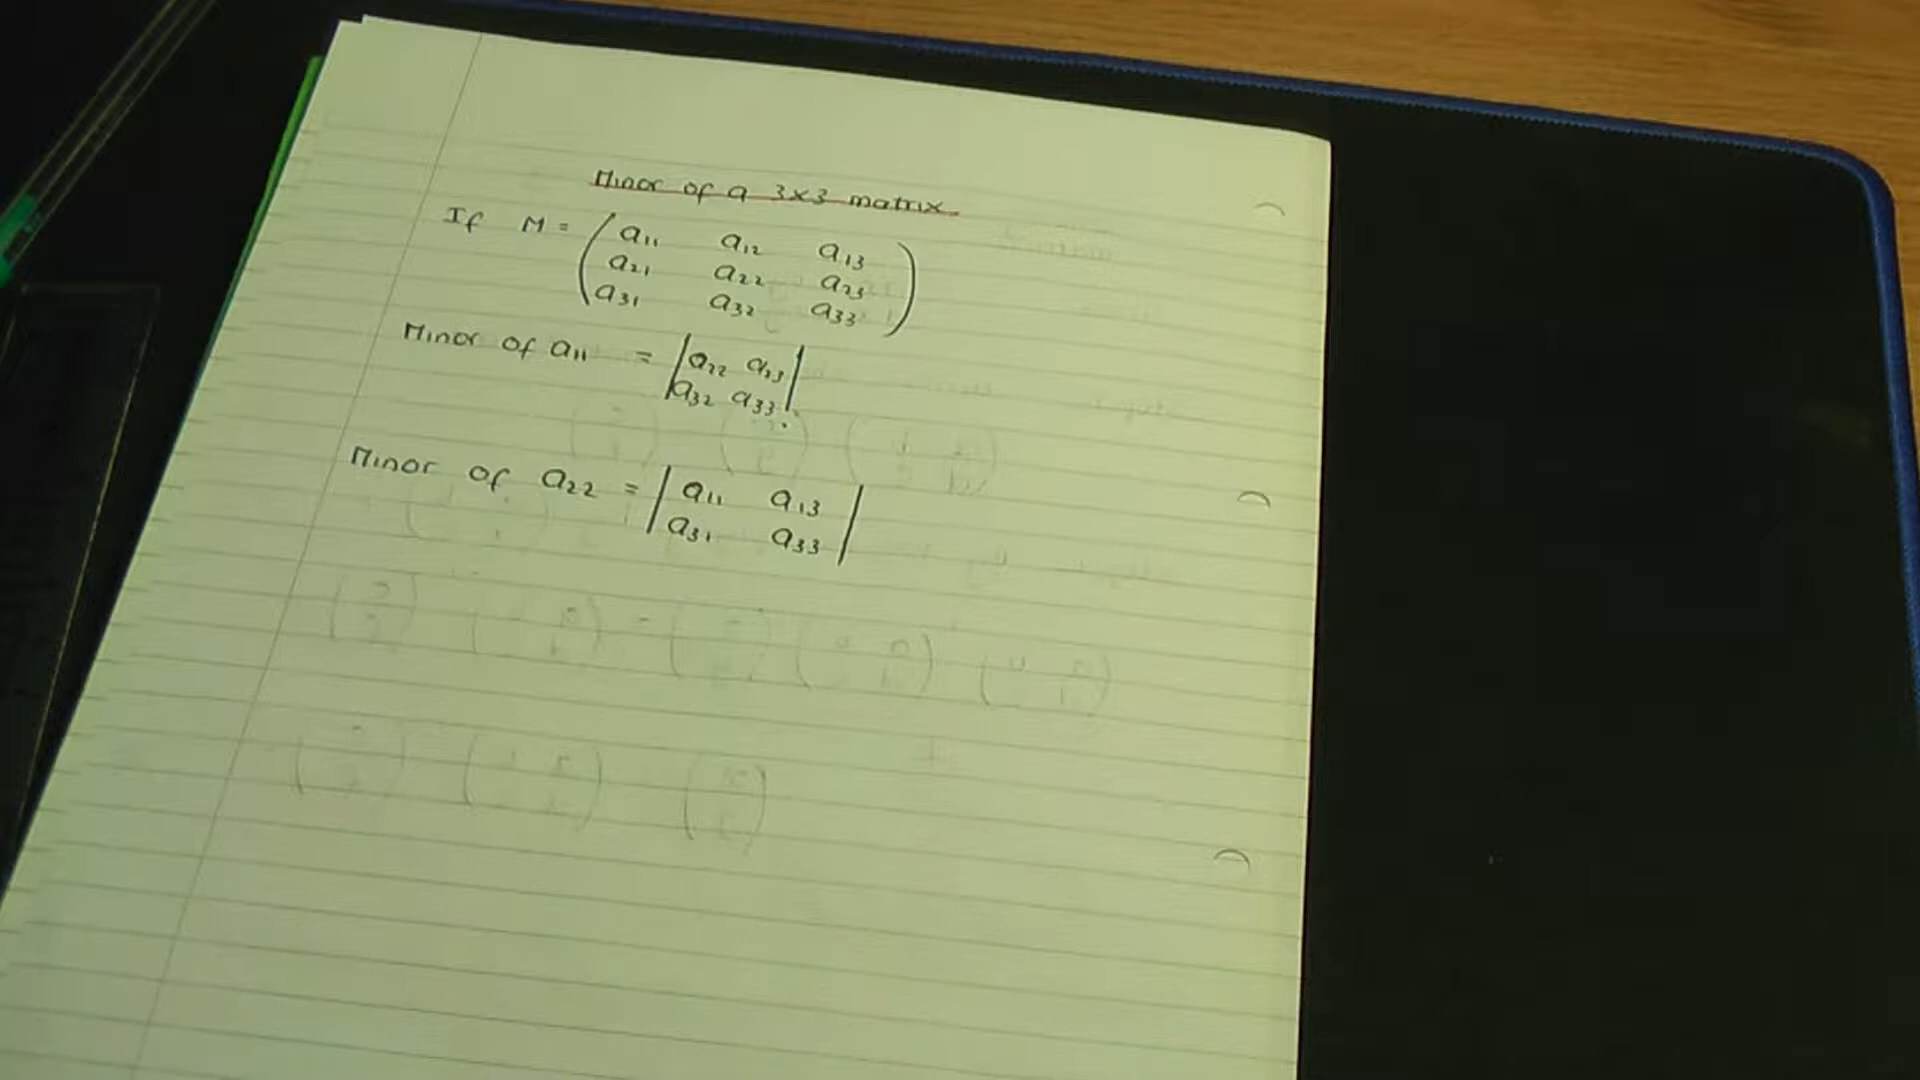 Minor of a 3x3 matrix
If M = ( a₁₁ a₁₂ a₁₃
a₂₁ a₂₂ a₂₃
a₃₁ a₃₂ a₃₃ )
Minor of a₁₁ = | a₂₂ a₂₃
a₃₂ a₃₃ |
Minor of a₂₂ = | a₁₁ a₁₃
a₃₁ a₃₃ |